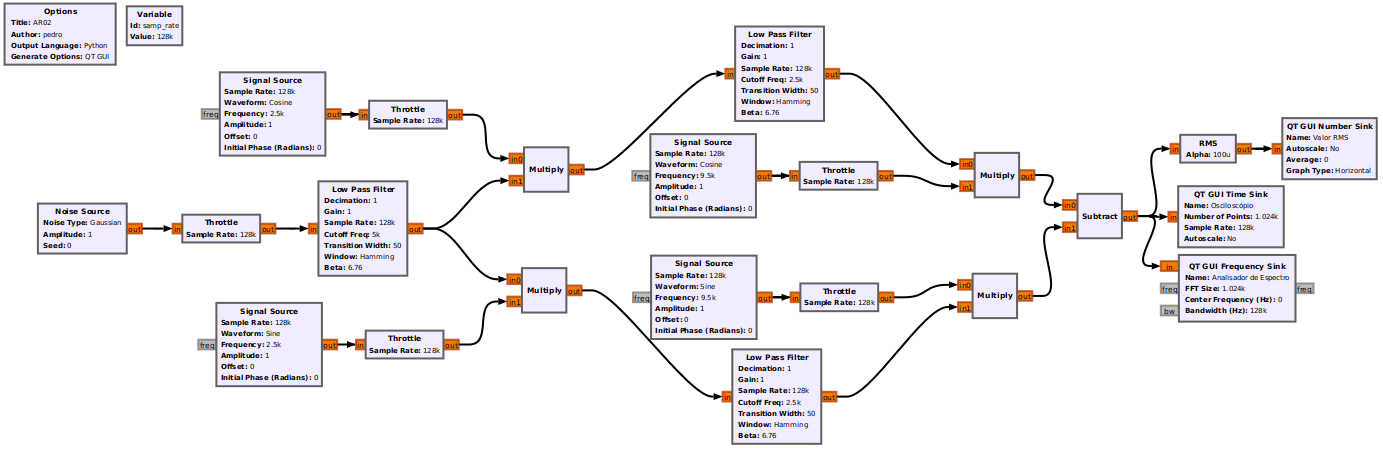 Options
Title: AR02
Author: pedro
Output Language: Python
Generate Options: QT GUI
Variable
Id: samp_rate
Value: 128k
Signal Source
Sample Rate: 128k
Waveform: Cosine
Frequency: 2.5k
Amplitude: 1
Offset: 0
Initial Phase (Radians): 0
freq
out
Throttle
Sample Rate: 128k
in
out
Noise Source
Noise Type: Gaussian
Amplitude: 1
Seed: 0
out
Throttle
Sample Rate: 128k
in
out
Low Pass Filter
Decimation: 1
Gain: 1
Sample Rate: 128k
Cutoff Freq: 5k
Transition Width: 50
Window: Hamming
Beta: 6.76
in
out
Signal Source
Sample Rate: 128k
Waveform: Sine
Frequency: 2.5k
Amplitude: 1
Offset: 0
Initial Phase (Radians): 0
freq
out
Throttle
Sample Rate: 128k
in
out
Multiply
in0
in1
out
Multiply
in0
in1
out
Low Pass Filter
Decimation: 1
Gain: 1
Sample Rate: 128k
Cutoff Freq: 2.5k
Transition Width: 50
Window: Hamming
Beta: 6.76
in
out
Signal Source
Sample Rate: 128k
Waveform: Cosine
Frequency: 9.5k
Amplitude: 1
Offset: 0
Initial Phase (Radians): 0
freq
out
Throttle
Sample Rate: 128k
in
out
Signal Source
Sample Rate: 128k
Waveform: Sine
Frequency: 9.5k
Amplitude: 1
Offset: 0
Initial Phase (Radians): 0
freq
out
Throttle
Sample Rate: 128k
in
out
Low Pass Filter
Decimation: 1
Gain: 1
Sample Rate: 128k
Cutoff Freq: 2.5k
Transition Width: 50
Window: Hamming
Beta: 6.76
in
out
Multiply
in0
in1
out
Multiply
in0
in1
out
Subtract
in0
in1
out
RMS
Alpha: 100u
in
out
QT GUI Number Sink
Name: Valor RMS
Autoscale: No
Average: 0
Graph Type: Horizontal
in
QT GUI Time Sink
Name: Osciloscópio
Number of Points: 1.024k
Sample Rate: 128k
Autoscale: No
in
QT GUI Frequency Sink
Name: Analisador de Espectro
FFT Size: 1.024k
Center Frequency (Hz): 0
Bandwidth (Hz): 128k
in
freq
bw
freq